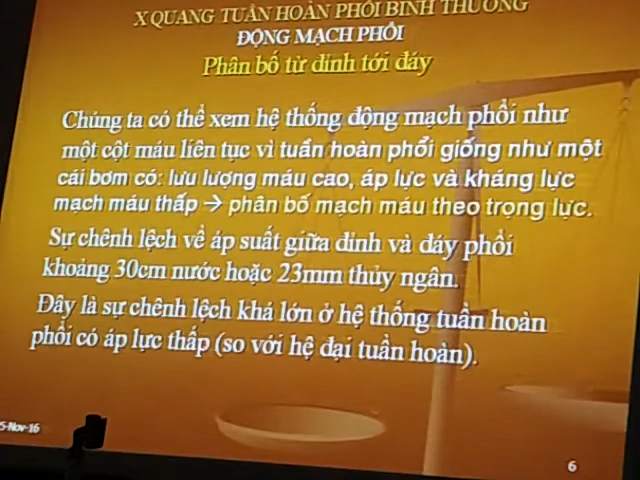 X QUANG TUẦN HOÀN PHỔI BÌNH THƯỜNG
ĐỘNG MẠCH PHỔI
Phân bố từ đỉnh tới đáy
Chúng ta có thể xem hệ thống động mạch phổi như
một cột máu liên tục vì tuần hoàn phổi giống như một
cái bơm có: lưu lượng máu cao, áp lực và kháng lực
mạch máu thấp → phân bố mạch máu theo trọng lực.
Sự chênh lệch về áp suất giữa đỉnh và đáy phổi
khoảng 30cm nước hoặc 23mm thủy ngân.
Đây là sự chênh lệch khá lớn ở hệ thống tuần hoàn
phổi có áp lực thấp (so với hệ đại tuần hoàn).
5-Nov-16
6